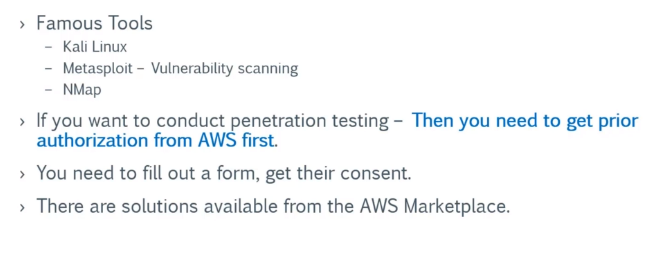 › Famous Tools
– Kali Linux
– Metasploit – Vulnerability scanning
– NMap
› If you want to conduct penetration testing – Then you need to get prior
authorization from AWS first.
› You need to fill out a form, get their consent.
› There are solutions available from the AWS Marketplace.